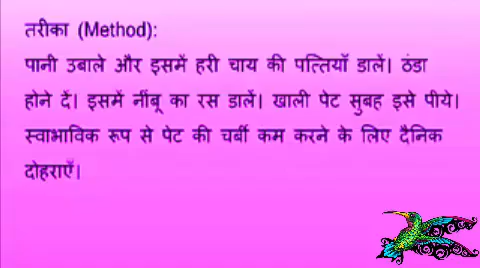 तरीका (Method):
पानी उबाले और इसमें हरी चाय की पत्तियाँ डालें। ठंडा
होने दें। इसमें नींबू का रस डालें। खाली पेट सुबह इसे पीये।
स्वाभाविक रूप से पेट की चर्बी कम करने के लिए दैनिक
दोहराएँ।